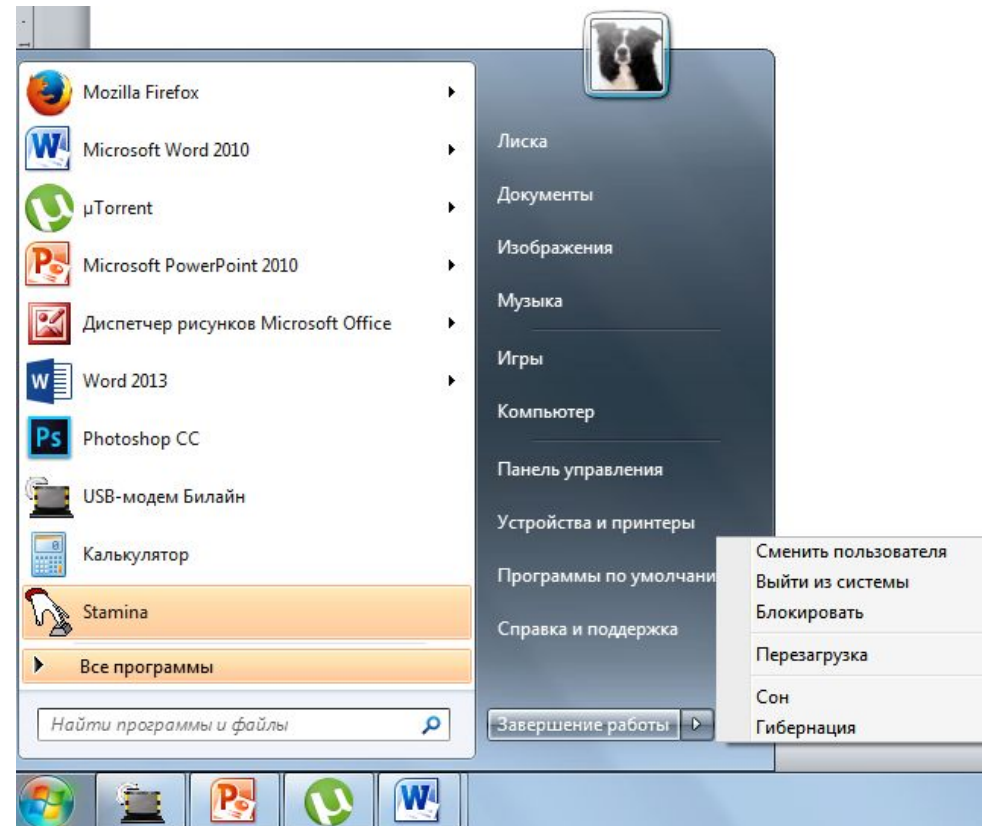 Mozilla Firefox
Microsoft Word 2010
µTorrent
Microsoft PowerPoint 2010
Диспетчер рисунков Microsoft Office
Word 2013
Photoshop CC
USB-модем Билайн
Калькулятор
Stamina
Все программы
Найти программы и файлы
Лиска
Документы
Изображения
Музыка
Игры
Компьютер
Панель управления
Устройства и принтеры
Программы по умолчани
Справка и поддержка
Завершение работы
Сменить пользователя
Выйти из системы
Блокировать
Перезагрузка
Сон
Гибернация